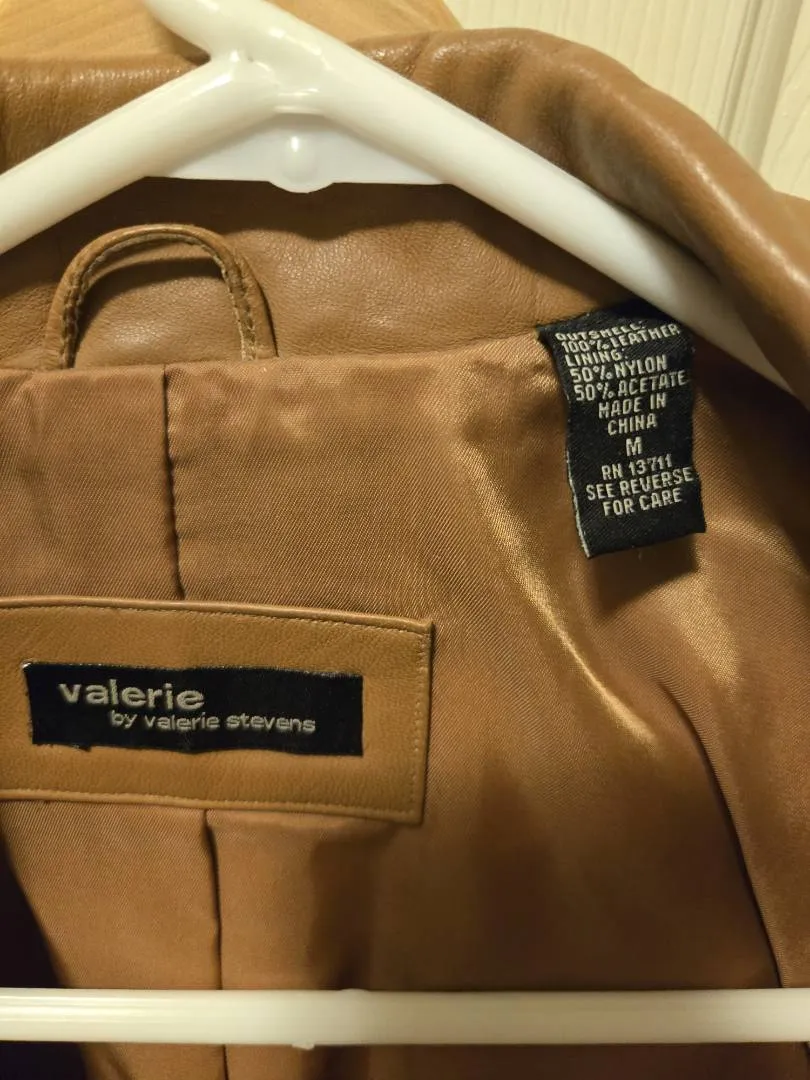 OUTSHELL:
100% LEATHER
LINING:
50% NYLON
50% ACETATE
MADE IN
CHINA
M
RN 13711
SEE REVERSE
FOR CARE
valerie
by valerie stevens